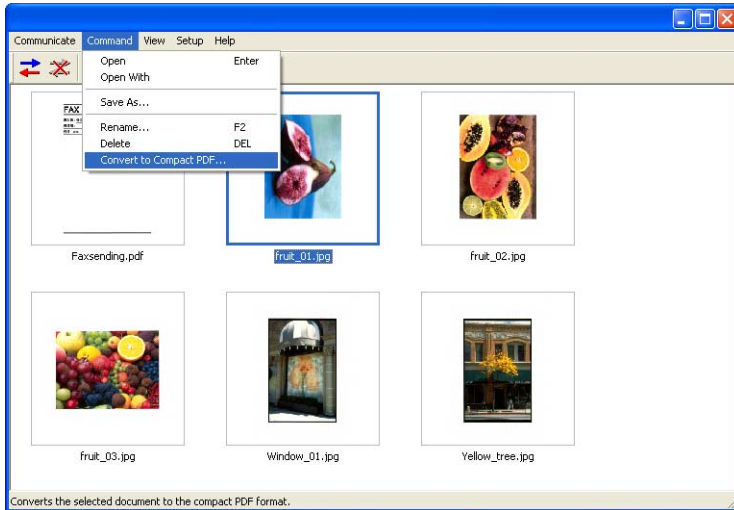 Communicate Command View Setup Help
Open Enter
Open With
Save As...
Rename... F2
Delete DEL
Convert to Compact PDF...
FAX
Faxsending.pdf fruit_01.jpg fruit_02.jpg
fruit_03.jpg Window_01.jpg Yellow_tree.jpg
Converts the selected document to the compact PDF format.